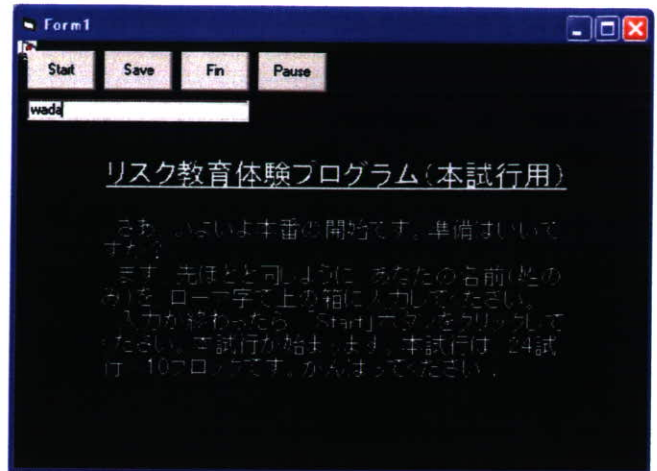 Form1
Start Save Fin Pause
wada
リスク教育体験プログラム(本試行用)
さあ、いよいよ本番の開始です。準備はいいで
すか?
まず、先ほどと同じように、あなたの名前(姓の
み)を、ローマ字で上の箱に入力してください。
入力が終わったら、「Start」ボタンをクリックして
ください。本試行が始まります。本試行は、24試
行 10ブロックです。がんばってください